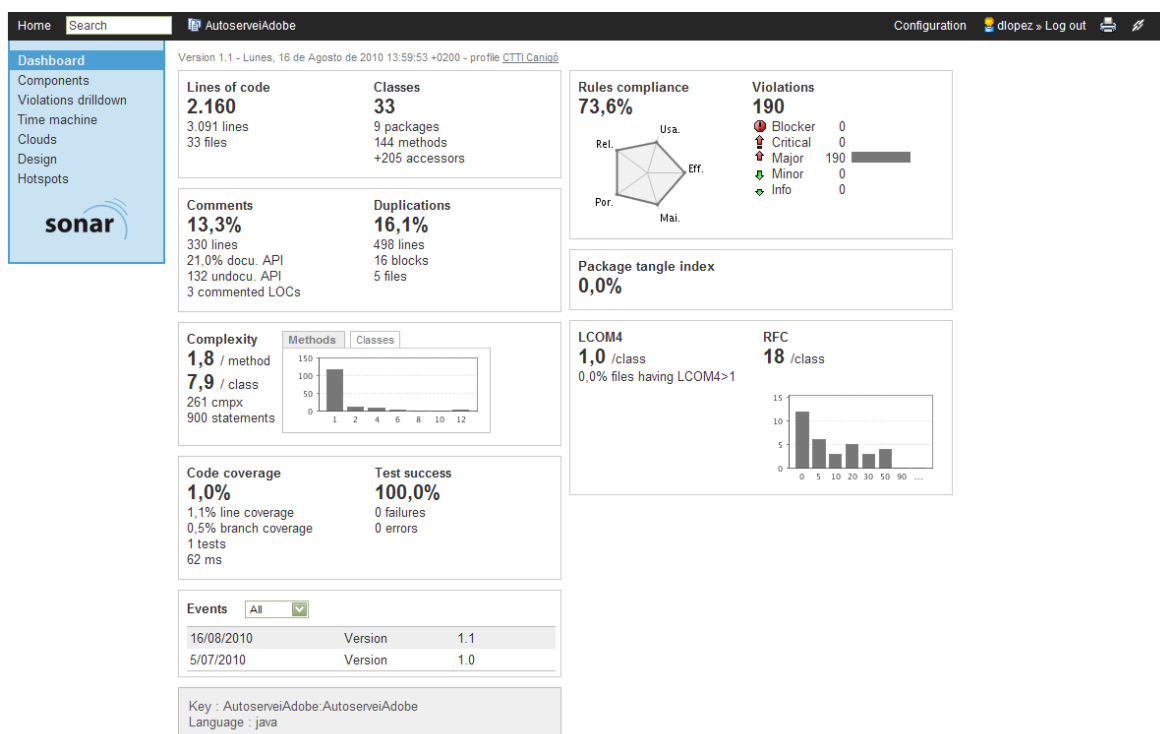 Home
Search
AutoserveiAdobe
Configuration
dlopez » Log out
Dashboard
Components
Violations drilldown
Time machine
Clouds
Design
Hotspots
sonar
Version 1.1 - Lunes, 16 de Agosto de 2010 13:59:53 +0200 - profile CTTI Canigó
Lines of code
2.160
3.091 lines
33 files
Classes
33
9 packages
144 methods
+205 accessors
Comments
13,3%
330 lines
21,0% docu. API
132 undocu. API
3 commented LOCs
Duplications
16,1%
498 lines
16 blocks
5 files
Complexity
1,8 / method
7,9 / class
261 cmpx
900 statements
Methods
Classes
150
100
50
0
1 2 4 6 8 10 12
Code coverage
1,0%
1,1% line coverage
0,5% branch coverage
1 tests
62 ms
Test success
100,0%
0 failures
0 errors
Events
All
16/08/2010 Version 1.1
5/07/2010 Version 1.0
Key : AutoserveiAdobe:AutoserveiAdobe
Language : java
Rules compliance
73,6%
Usa.
Rel.
Eff.
Por.
Mai.
Violations
190
Blocker 0
Critical 0
Major 190
Minor 0
Info 0
Package tangle index
0,0%
LCOM4
1,0 /class
0,0% files having LCOM4>1
RFC
18 /class
15
10
5
0
0 5 10 20 30 50 90 ...